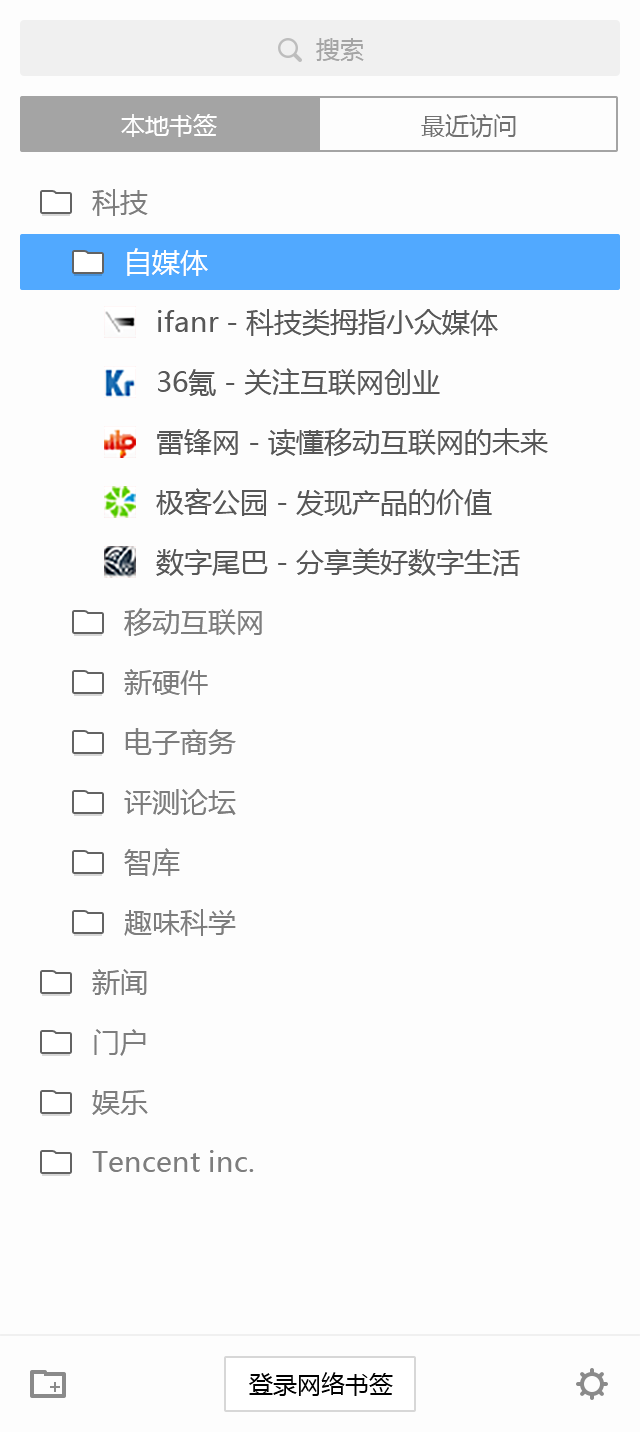 搜索
本地书签
最近访问
科技
自媒体
ifanr - 科技类拇指小众媒体
Kr 36氪 - 关注互联网创业
雷锋网 - 读懂移动互联网的未来
极客公园 - 发现产品的价值
数字尾巴 - 分享美好数字生活
移动互联网
新硬件
电子商务
评测论坛
智库
趣味科学
新闻
门户
娱乐
Tencent inc.
登录网络书签